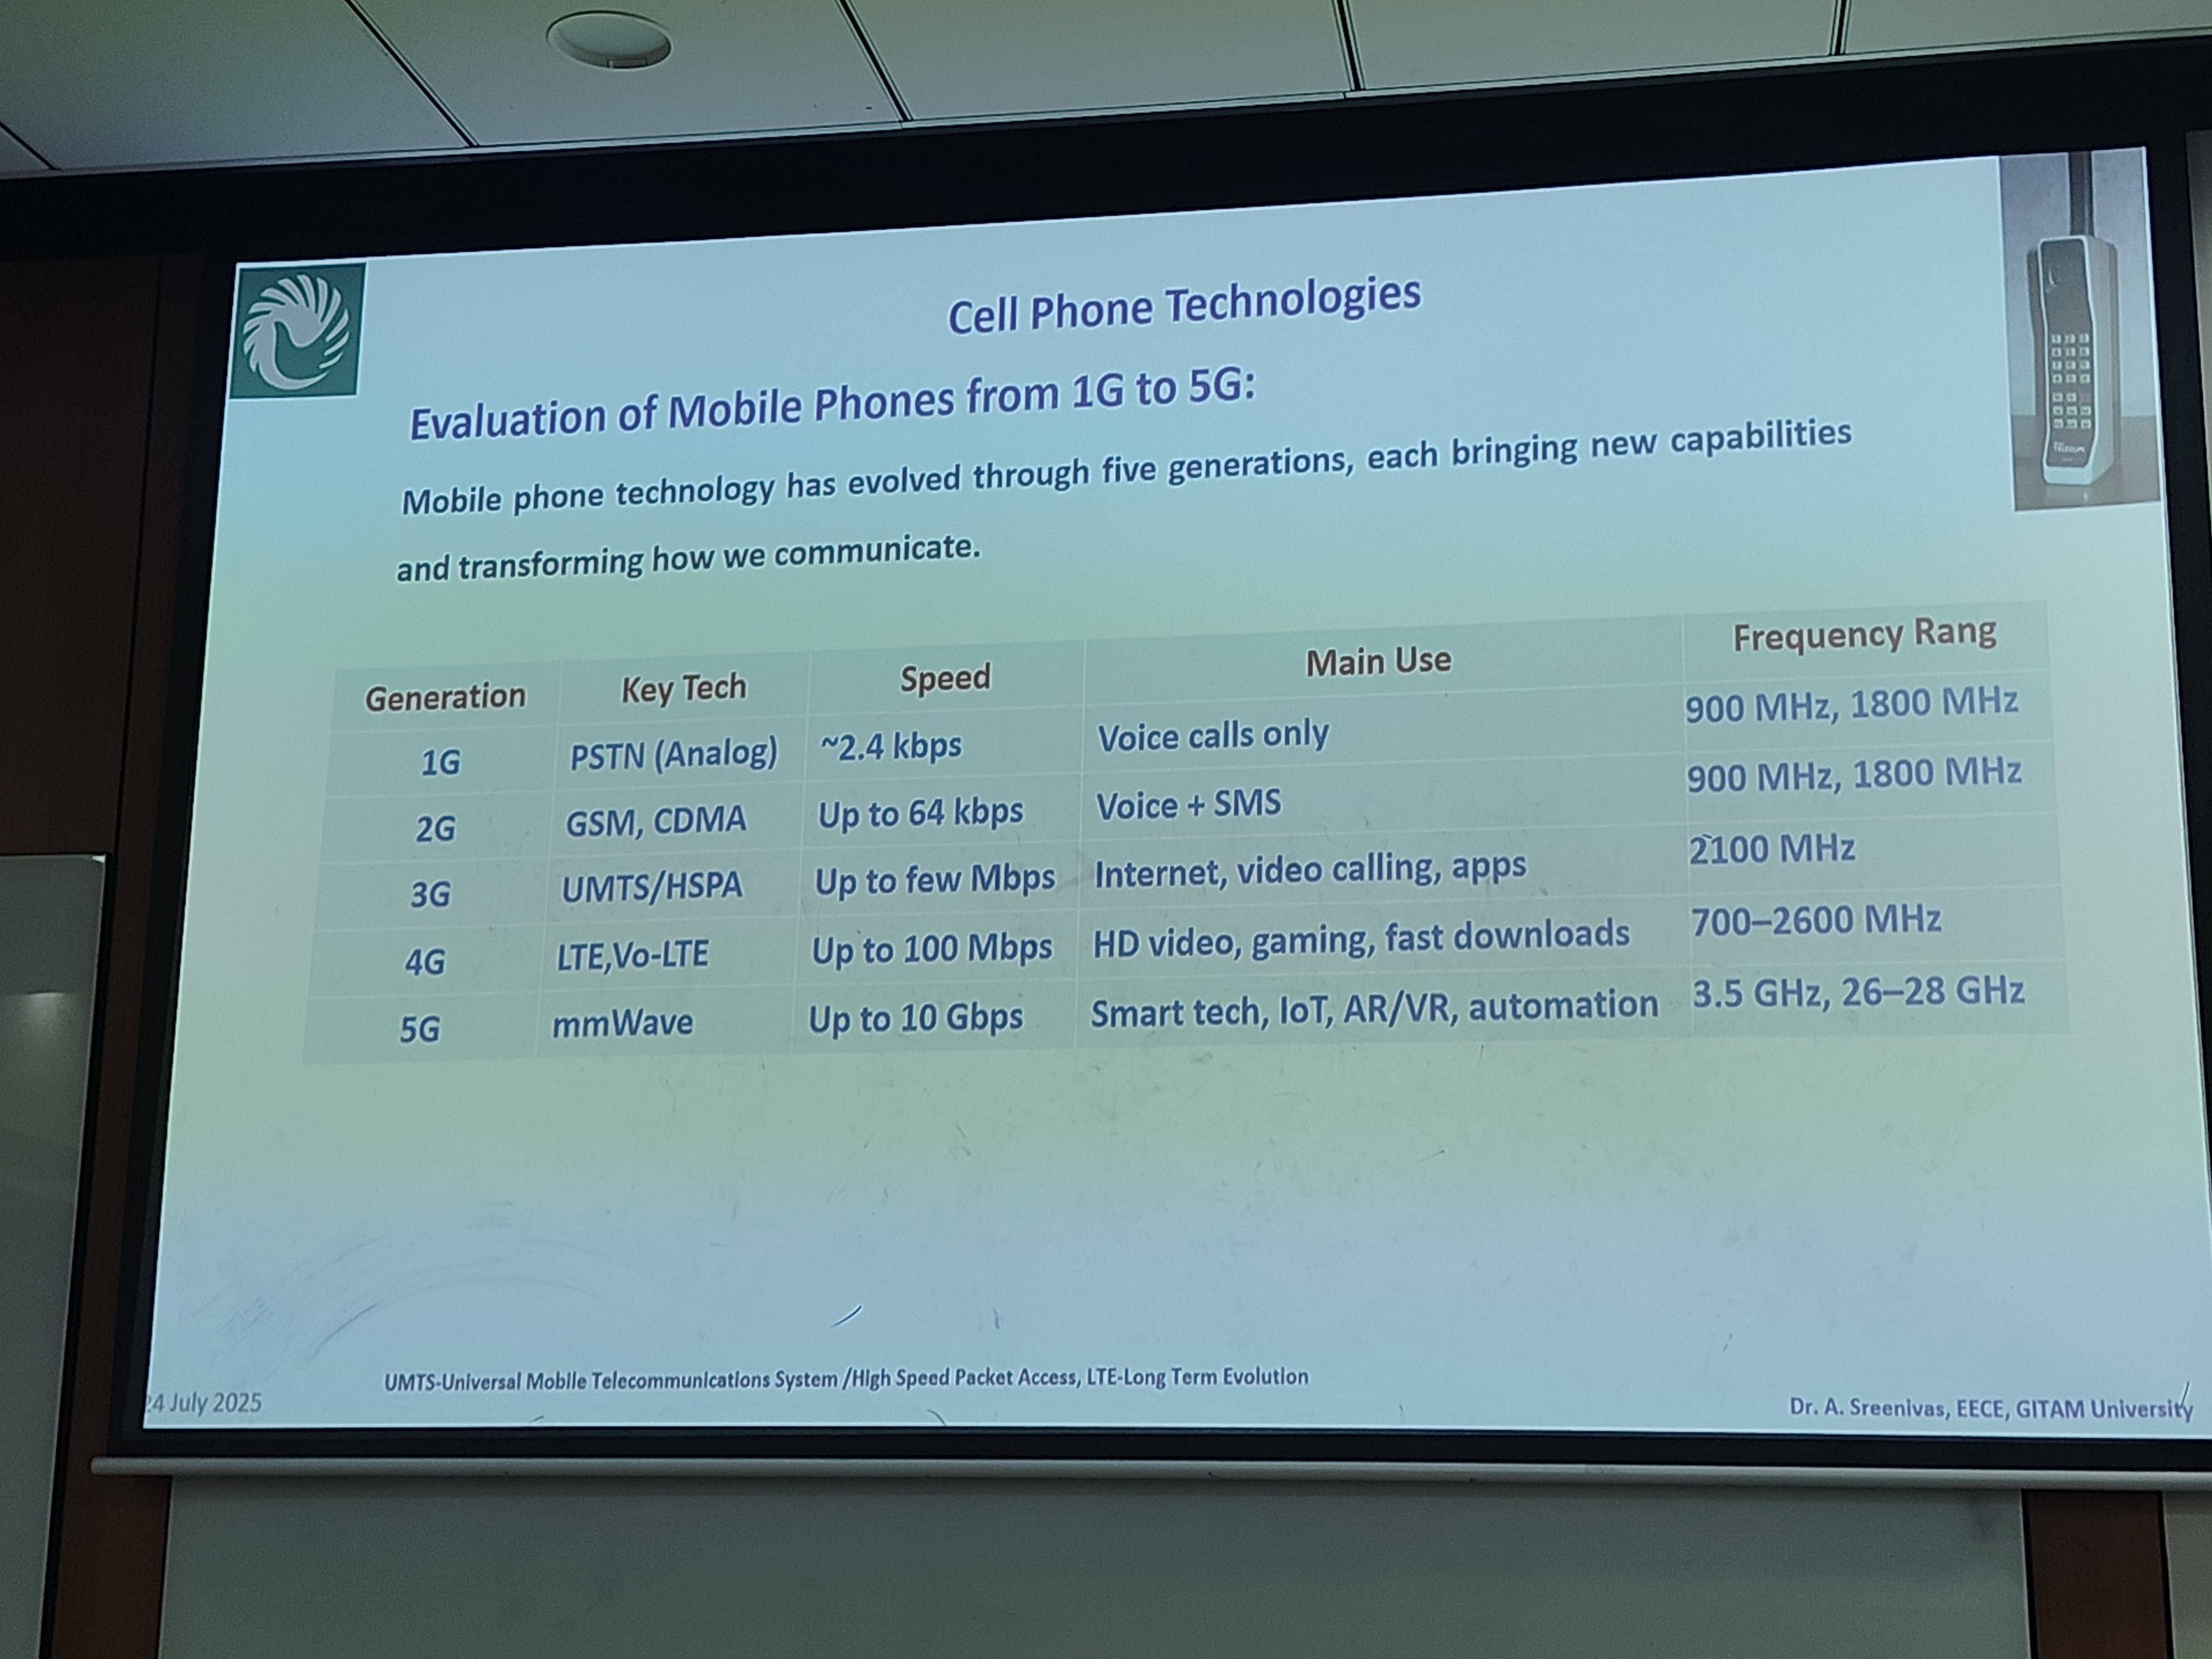 Cell Phone Technologies
Evaluation of Mobile Phones from 1G to 5G:
Mobile phone technology has evolved through five generations, each bringing new capabilities
and transforming how we communicate.
Generation Key Tech Speed Main Use Frequency Rang
1G PSTN (Analog) ~2.4 kbps Voice calls only 900 MHz, 1800 MHz
2G GSM, CDMA Up to 64 kbps Voice + SMS 900 MHz, 1800 MHz
3G UMTS/HSPA Up to few Mbps Internet, video calling, apps 2100 MHz
4G LTE,Vo-LTE Up to 100 Mbps HD video, gaming, fast downloads 700–2600 MHz
5G mmWave Up to 10 Gbps Smart tech, IoT, AR/VR, automation 3.5 GHz, 26–28 GHz
UMTS-Universal Mobile Telecommunications System /HIgh Speed Packet Access, LTE-Long Term Evolution
24 July 2025
Dr. A. Sreenivas, EECE, GITAM University